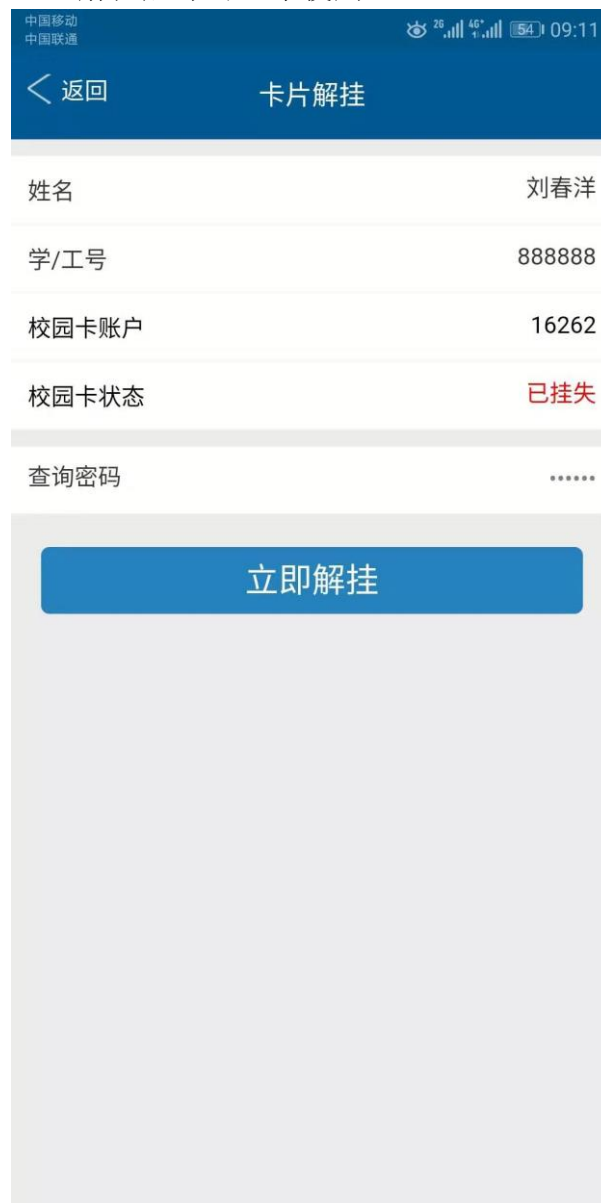 中国移动
中国联通
2G 4G+ 54 09:11
返回 卡片解挂
姓名 刘春洋
学/工号 888888
校园卡账户 16262
校园卡状态 已挂失
查询密码 ••••••
立即解挂